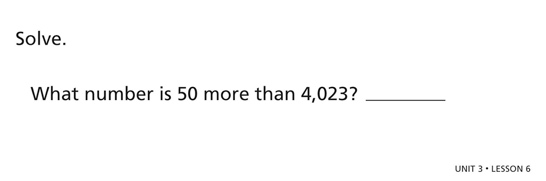 Solve.
What number is 50 more than 4,023? ________
UNIT 3 • LESSON 6